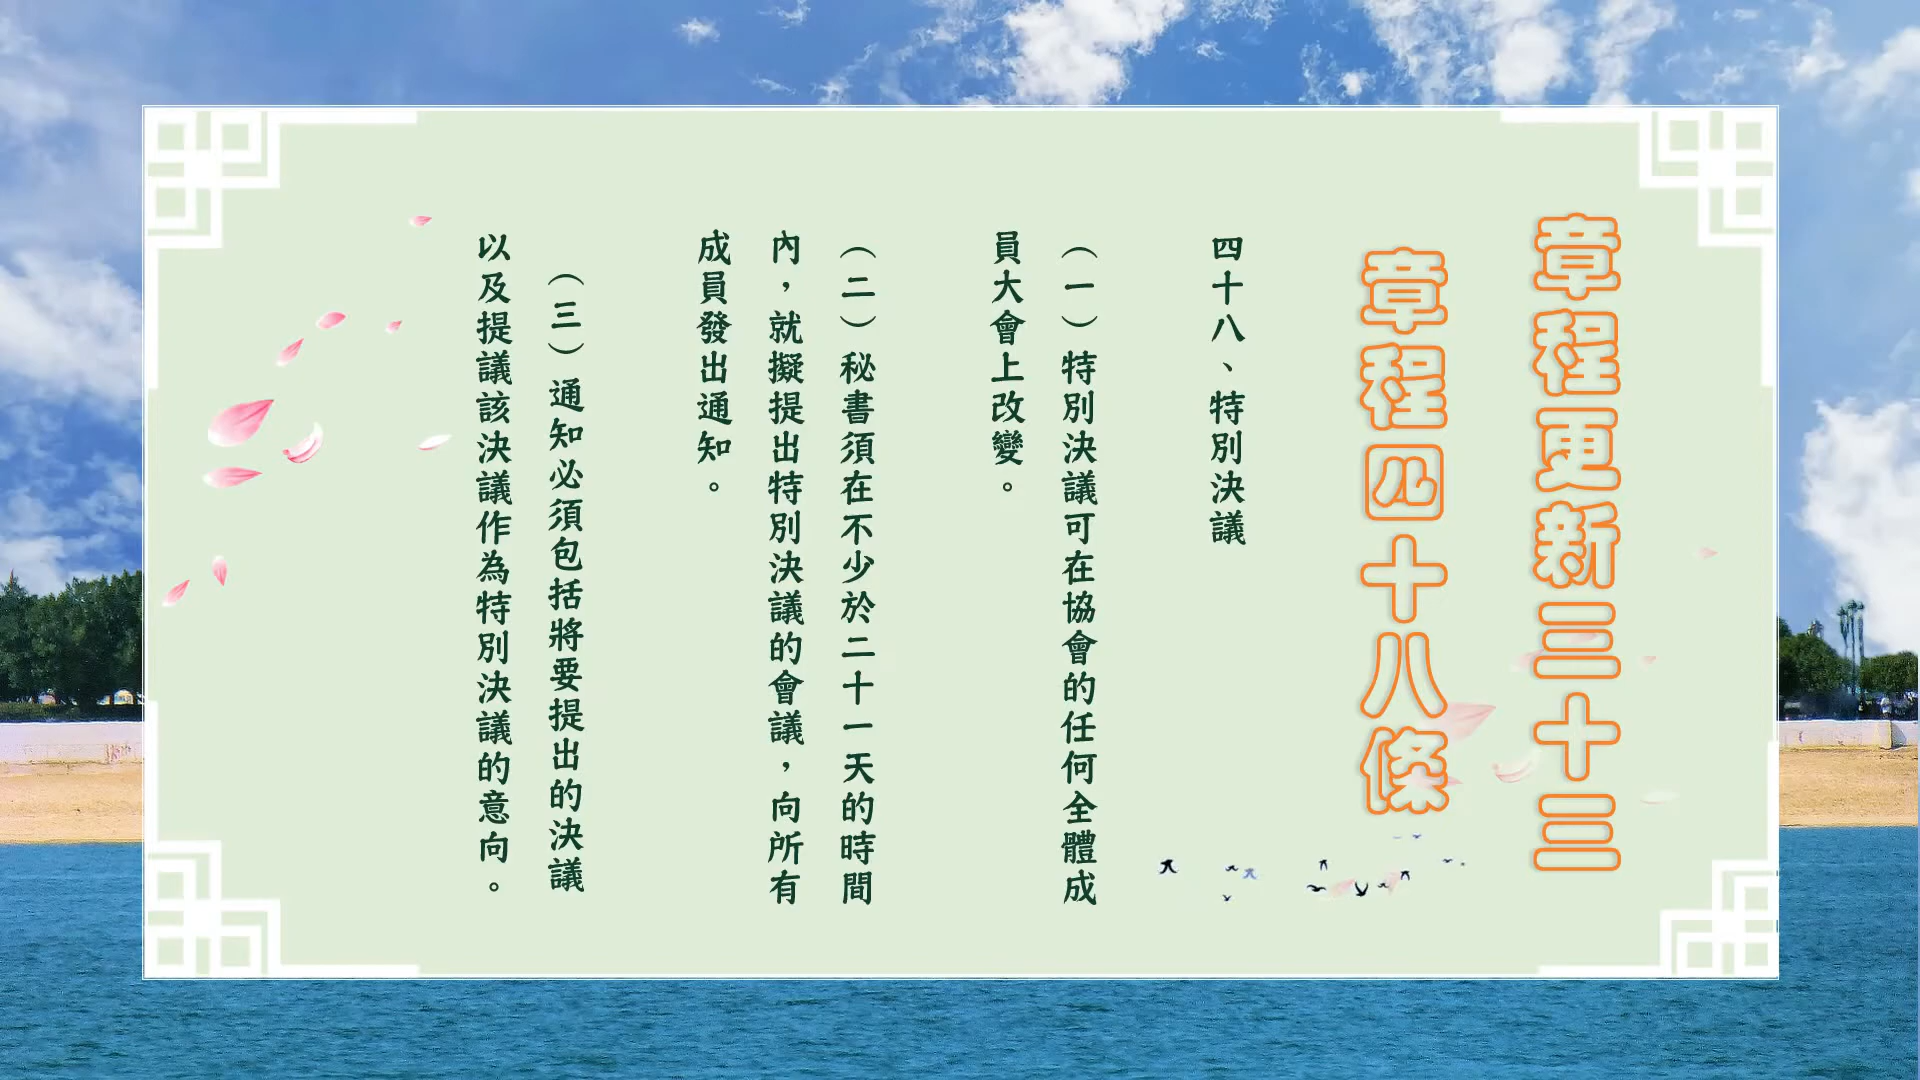 章程更新三十三
章程四十八條
四十八、特別決議
（一）特別決議可在協會的任何全體成
員大會上改變。
（二）秘書須在不少於二十一天的時間
內，就擬提出特別決議的會議，向所有
成員發出通知。
（三）通知必須包括將要提出的決議
以及提議該決議作為特別決議的意向。